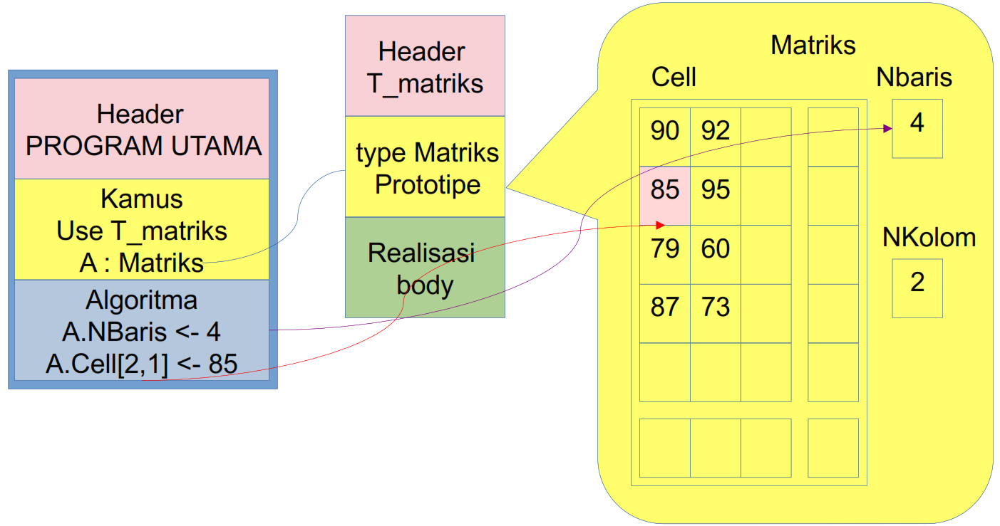 Header
PROGRAM UTAMA
Kamus
Use T_matriks
A : Matriks
Algoritma
A.NBaris <- 4
A.Cell[2,1] <- 85
Header
T_matriks
type Matriks
Prototipe
Realisasi
body
Matriks
Cell
90 92
85 95
79 60
87 73
Nbaris
4
NKolom
2